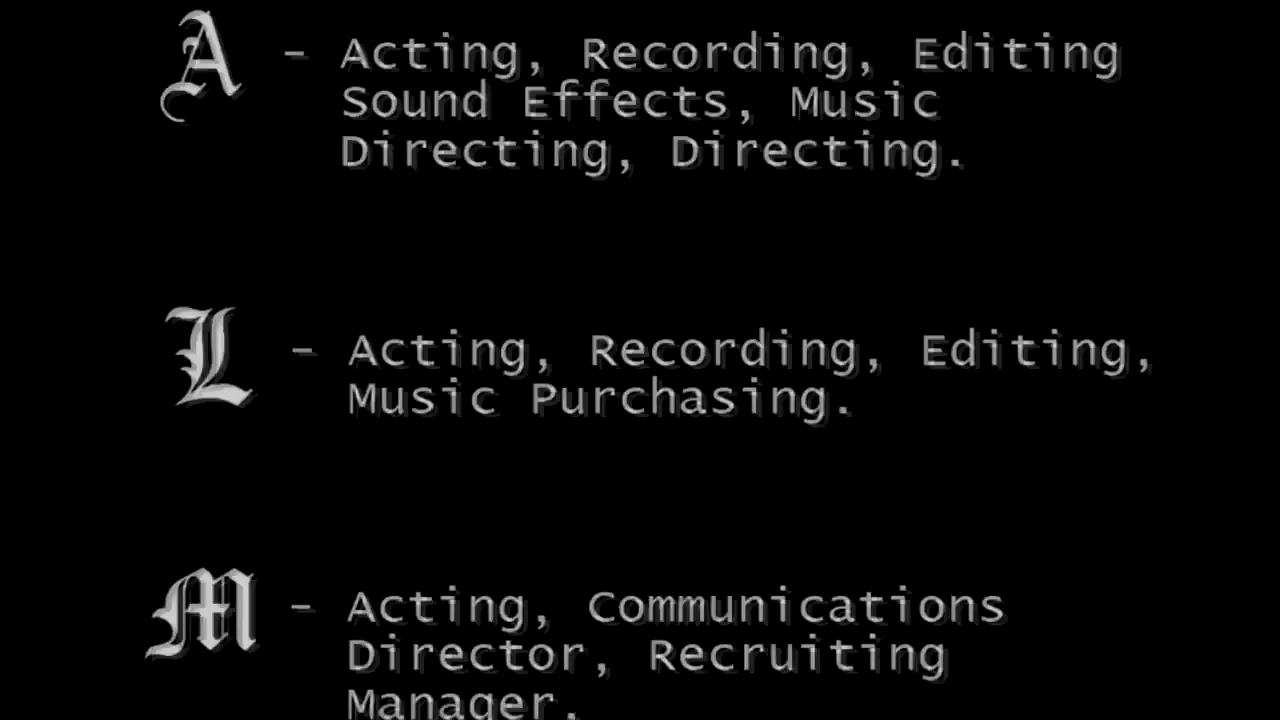 A - Acting, Recording, Editing
Sound Effects, Music
Directing, Directing.
L - Acting, Recording, Editing,
Music Purchasing.
M - Acting, Communications
Director, Recruiting
Manager.